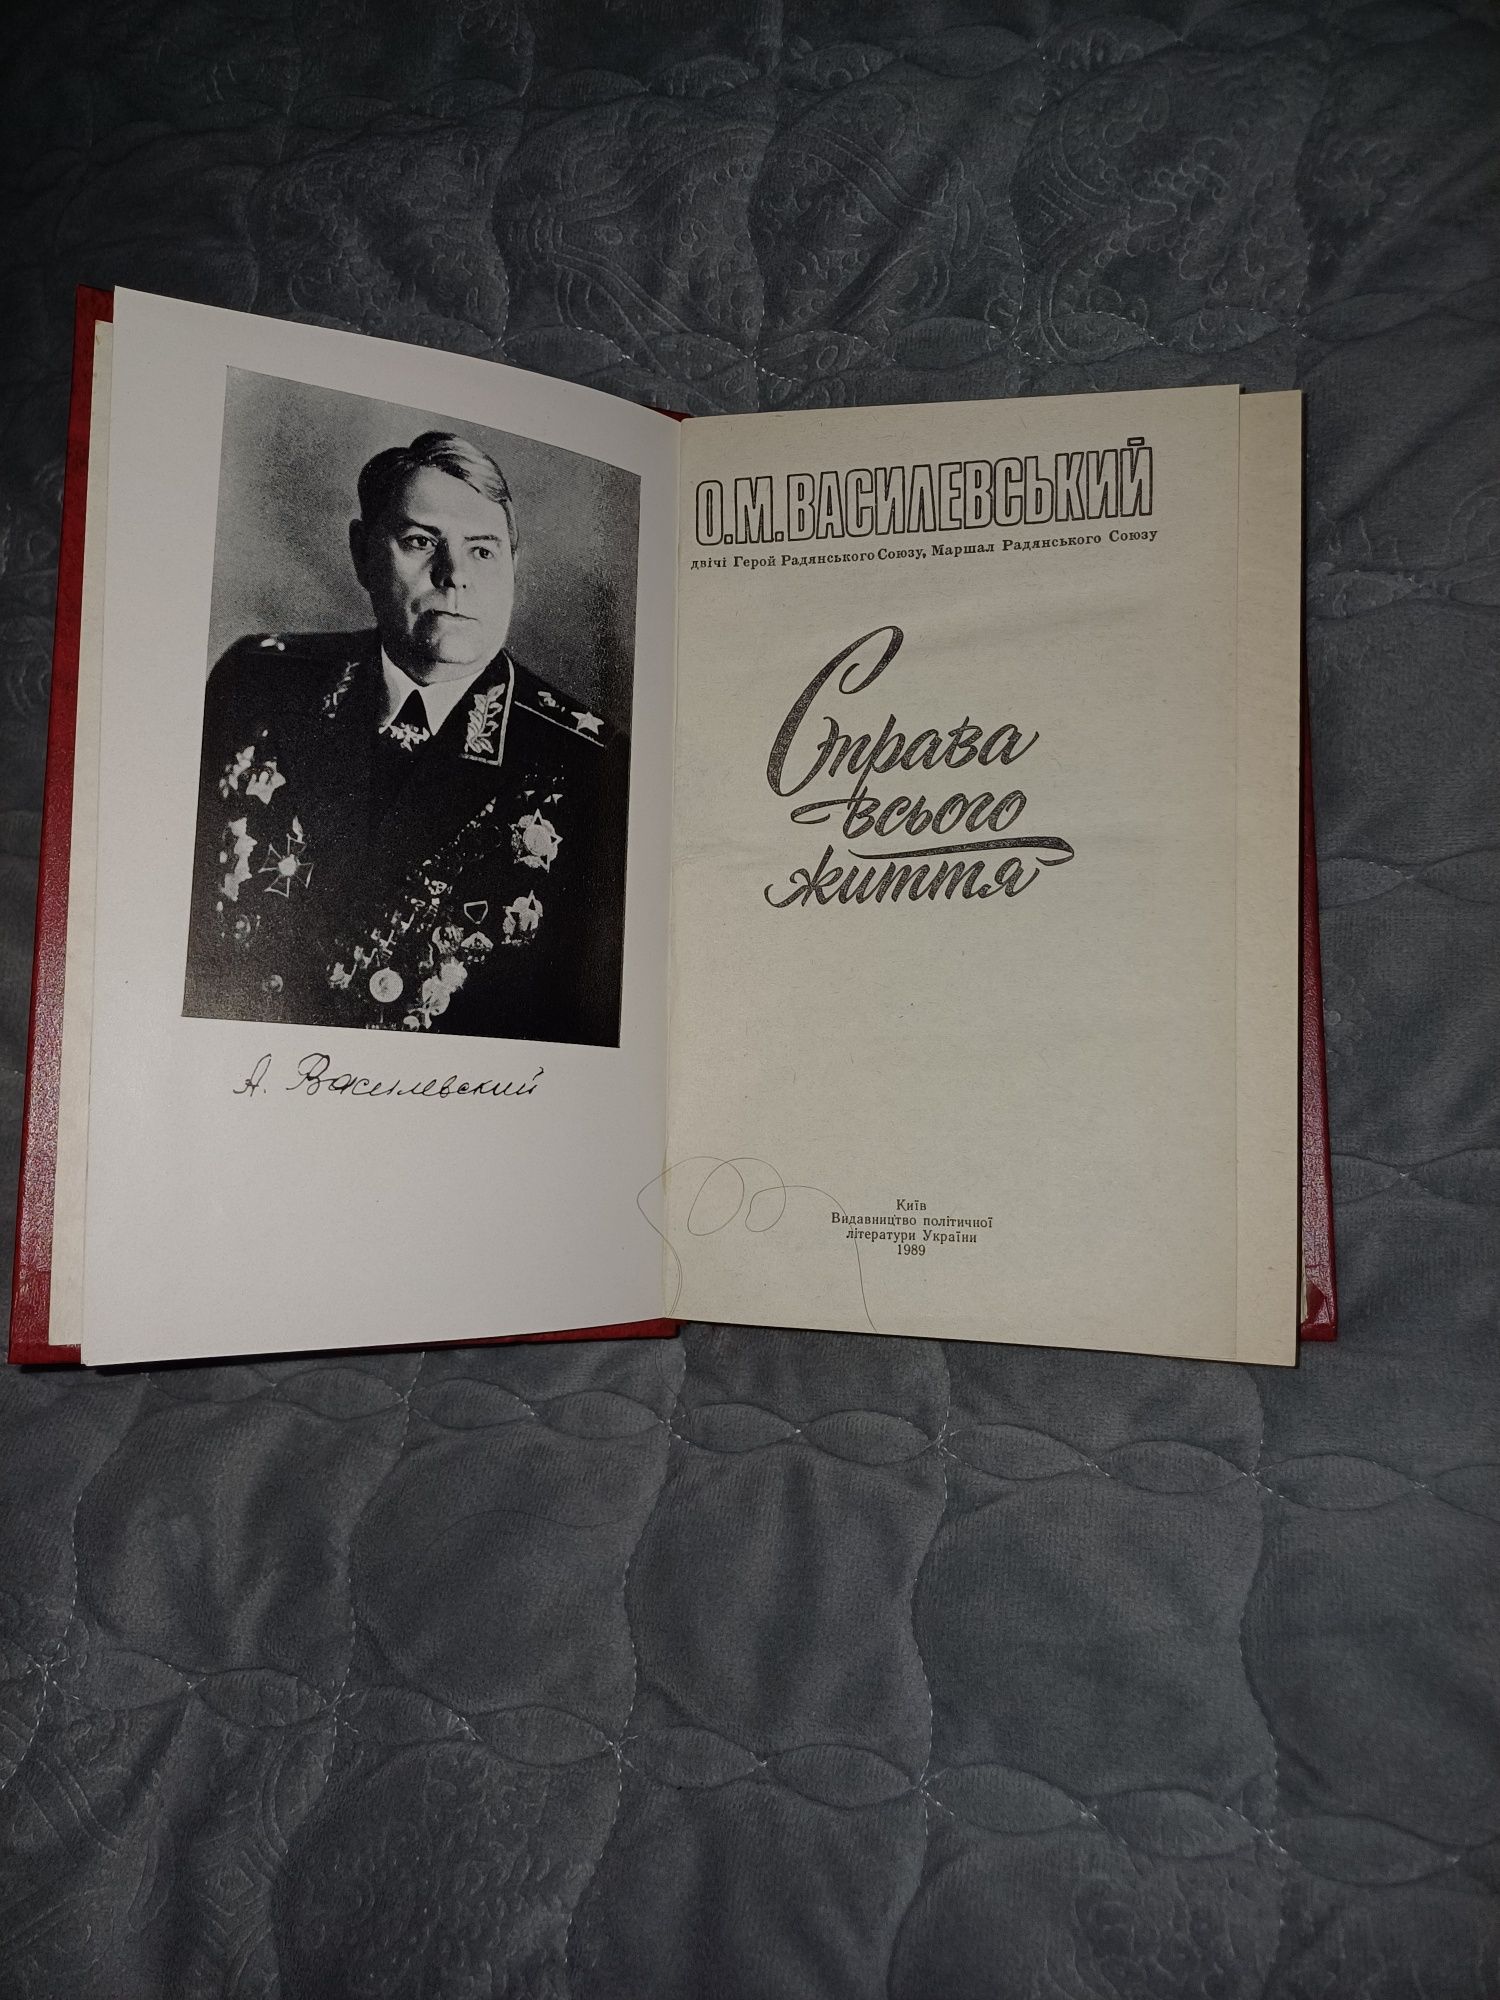 А. Василевский
О.М.ВАСИЛЕВСЬКИЙ
двічі Герой Радянського Союзу, Маршал Радянського Союзу
Справа
всього
життя
Київ
Видавництво політичної
літератури України
1989